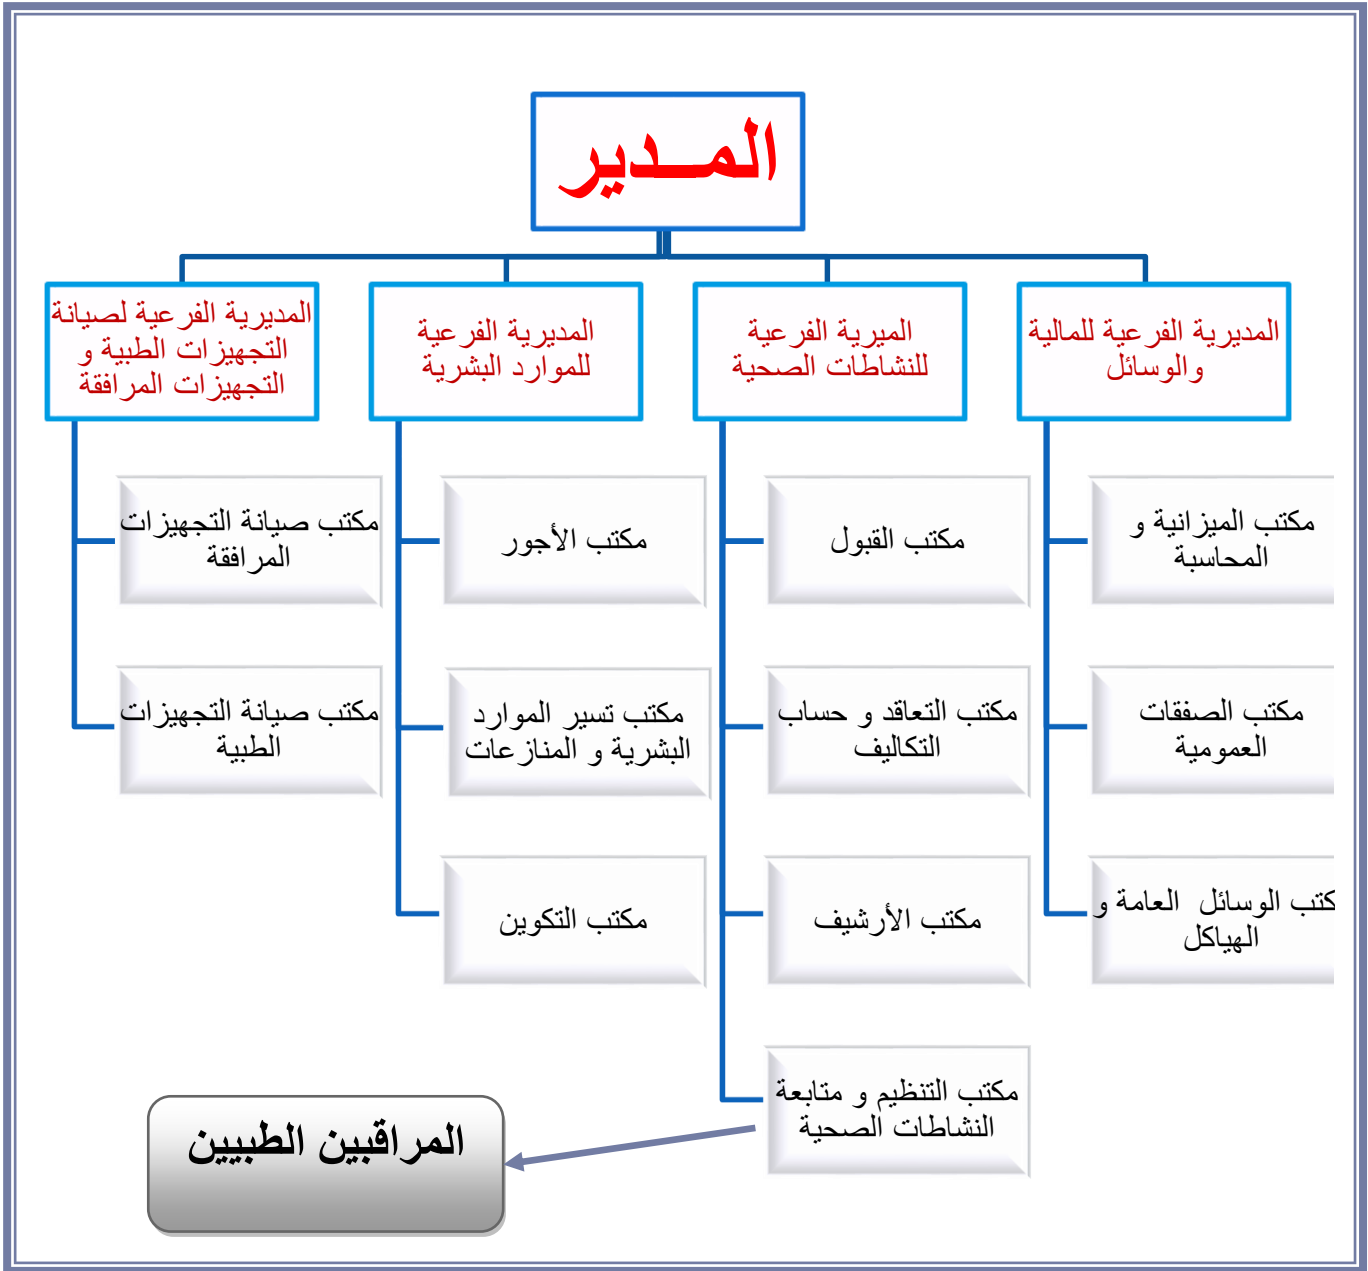 المــدير
المديرية الفرعية للمالية
والوسائل
الميرية الفرعية
للنشاطات الصحية
المديرية الفرعية
للموارد البشرية
المديرية الفرعية لصيانة
التجهيزات الطبية و
التجهيزات المرافقة
مكتب الميزانية و
المحاسبة
مكتب القبول
مكتب الأجور
مكتب صيانة التجهيزات
المرافقة
مكتب الصفقات
العمومية
مكتب التعاقد و حساب
التكاليف
مكتب تسير الموارد
البشرية و المنازعات
مكتب صيانة التجهيزات
الطبية
كتب الوسائل العامة و
الهياكل
مكتب الأرشيف
مكتب التكوين
مكتب التنظيم و متابعة
النشاطات الصحية
المراقبين الطبيين